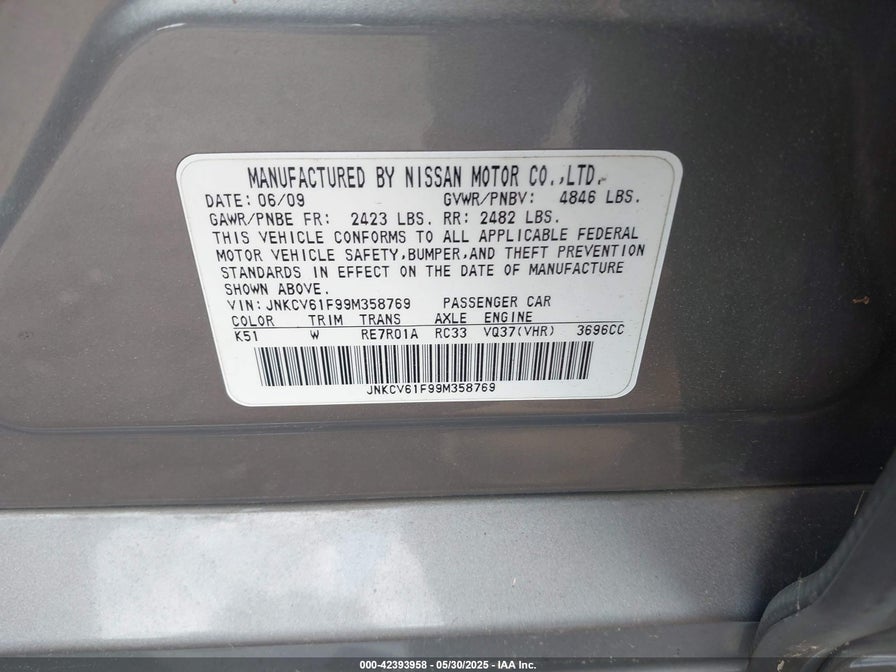 MANUFACTURED BY NISSAN MOTOR CO.,LTD.
DATE: 06/09 GVWR/PNBV: 4846 LBS.
GAWR/PNBE FR: 2423 LBS. RR: 2482 LBS.
THIS VEHICLE CONFORMS TO ALL APPLICABLE FEDERAL
MOTOR VEHICLE SAFETY,BUMPER,AND THEFT PREVENTION
STANDARDS IN EFFECT ON THE DATE OF MANUFACTURE
SHOWN ABOVE.
VIN: JNKCV61F99M358769 PASSENGER CAR
COLOR TRIM TRANS AXLE ENGINE
K51 W RE7R01A RC33 VQ37(VHR) 3696CC
JNKCV61F99M358769
000-42393958 - 05/30/2025 - IAA Inc.